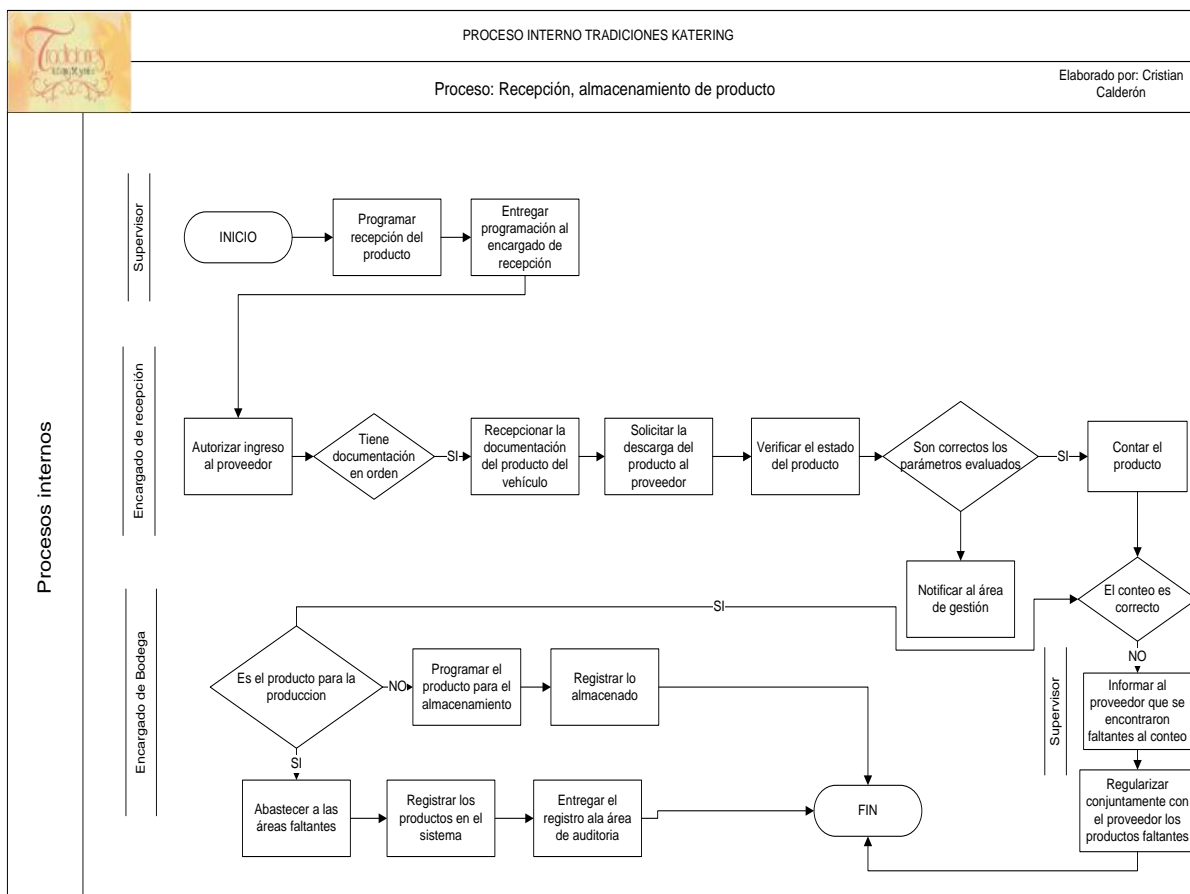 Tradiciones
PROCESO INTERNO TRADICIONES KATERING
Proceso: Recepción, almacenamiento de producto
Elaborado por: Cristian
Calderón
Procesos internos
Supervisor
INICIO
Programar
recepción del
producto
Entregar
programación al
encargado de
recepción
Encargado de recepción
Autorizar ingreso
al proveedor
Tiene
documentación
en orden
SI
Recepcionar la
documentación
del producto del
vehículo
Solicitar la
descarga del
producto al
proveedor
Verificar el estado
del producto
Son correctos los
parámetros evaluados
SI
Contar el
producto
Notificar al área
de gestión
El conteo es
correcto
SI
NO
Encargado de Bodega
Es el producto para la
produccion
NO
Programar el
producto para el
almacenamiento
Registrar lo
almacenado
Supervisor
Informar al
proveedor que se
encontraron
faltantes al conteo
SI
Abastecer a las
áreas faltantes
Registrar los
productos en el
sistema
Entregar el
registro ala área
de auditoria
FIN
Regularizar
conjuntamente con
el proveedor los
productos faltantes